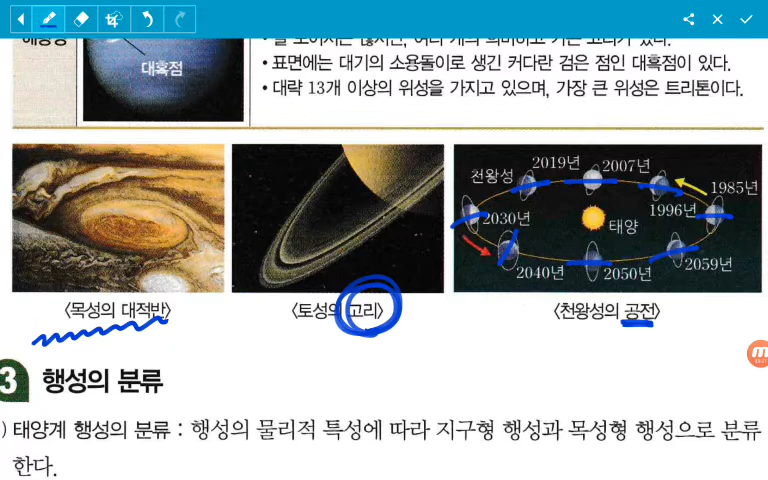 대흑점
• 표면에는 대기의 소용돌이로 생긴 커다란 검은 점인 대흑점이 있다.
• 대략 13개 이상의 위성을 가지고 있으며, 가장 큰 위성은 트리톤이다.
천왕성
2019년
2007년
1985년
1996년
2030년
태양
2040년
2050년
2059년
<목성의 대적반>
<토성의 고리>
<천왕성의 공전>
3 행성의 분류
) 태양계 행성의 분류 : 행성의 물리적 특성에 따라 지구형 행성과 목성형 행성으로 분류
한다.